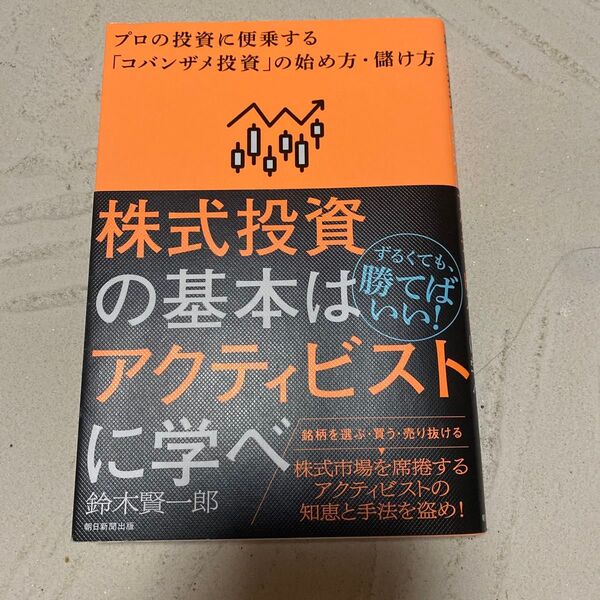 プロの投資に便乗する
「コバンザメ投資」の始め方・儲け方
株式投資
の基本は
アクティビスト
に学べ
ずるくても、
勝てば
いい!
銘柄を選ぶ・買う・売り抜ける
株式市場を席捲する
アクティビストの
知恵と手法を盗め!
鈴木賢一郎
朝日新聞出版